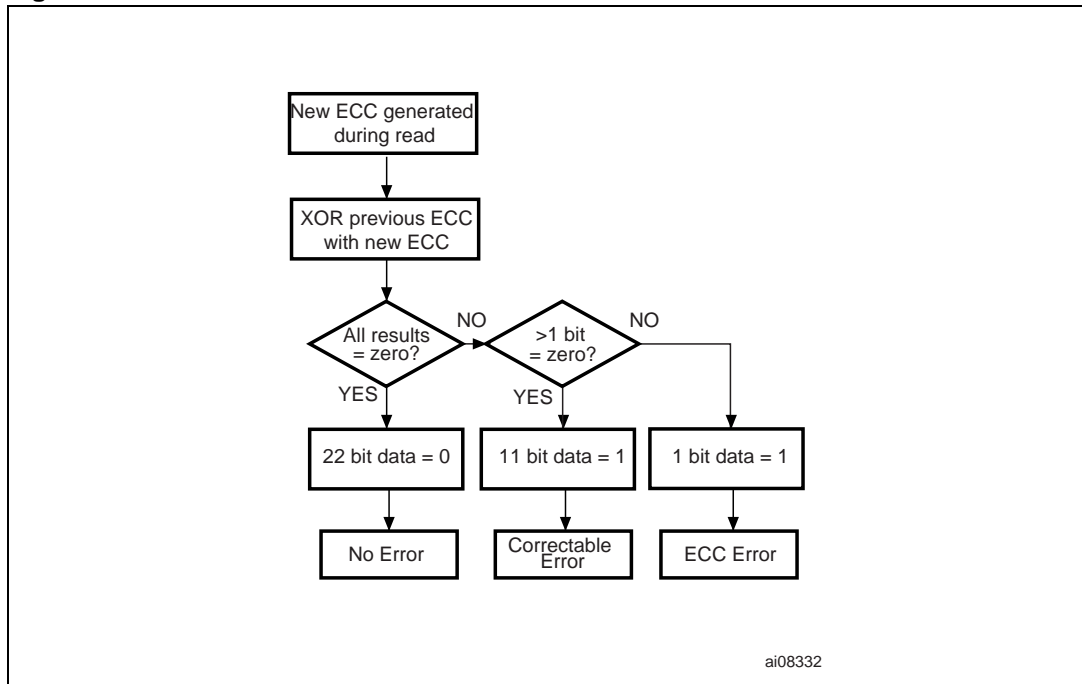 New ECC generated
during read
XOR previous ECC
with new ECC
All results
= zero?
NO
>1 bit
= zero?
NO
YES
YES
22 bit data = 0
11 bit data = 1
1 bit data = 1
No Error
Correctable
Error
ECC Error
ai08332